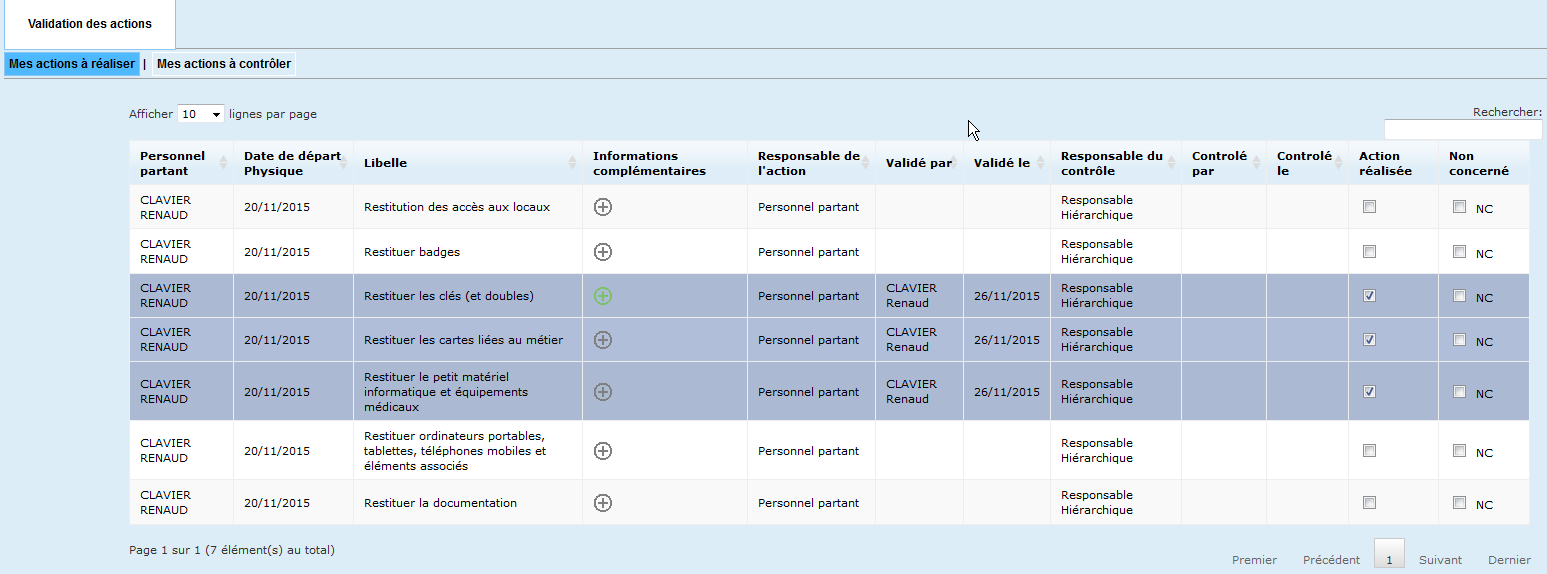 Validation des actions
Mes actions à réaliser | Mes actions à contrôler
Afficher 10 lignes par page
Rechercher:
Personnel partant Date de départ Physique Libelle Informations complémentaires Responsable de l'action Validé par Validé le Responsable du contrôle Controlé par Controlé le Action réalisée Non concerné
CLAVIER RENAUD 20/11/2015 Restitution des accès aux locaux Personnel partant Responsable Hiérarchique NC
CLAVIER RENAUD 20/11/2015 Restituer badges Personnel partant Responsable Hiérarchique NC
CLAVIER RENAUD 20/11/2015 Restituer les clés (et doubles) Personnel partant CLAVIER Renaud 26/11/2015 Responsable Hiérarchique NC
CLAVIER RENAUD 20/11/2015 Restituer les cartes liées au métier Personnel partant CLAVIER Renaud 26/11/2015 Responsable Hiérarchique NC
CLAVIER RENAUD 20/11/2015 Restituer le petit matériel informatique et équipements médicaux Personnel partant CLAVIER Renaud 26/11/2015 Responsable Hiérarchique NC
CLAVIER RENAUD 20/11/2015 Restituer ordinateurs portables, tablettes, téléphones mobiles et éléments associés Personnel partant Responsable Hiérarchique NC
CLAVIER RENAUD 20/11/2015 Restituer la documentation Personnel partant Responsable Hiérarchique NC
Page 1 sur 1 (7 élément(s) au total)
Premier Précédent 1 Suivant Dernier